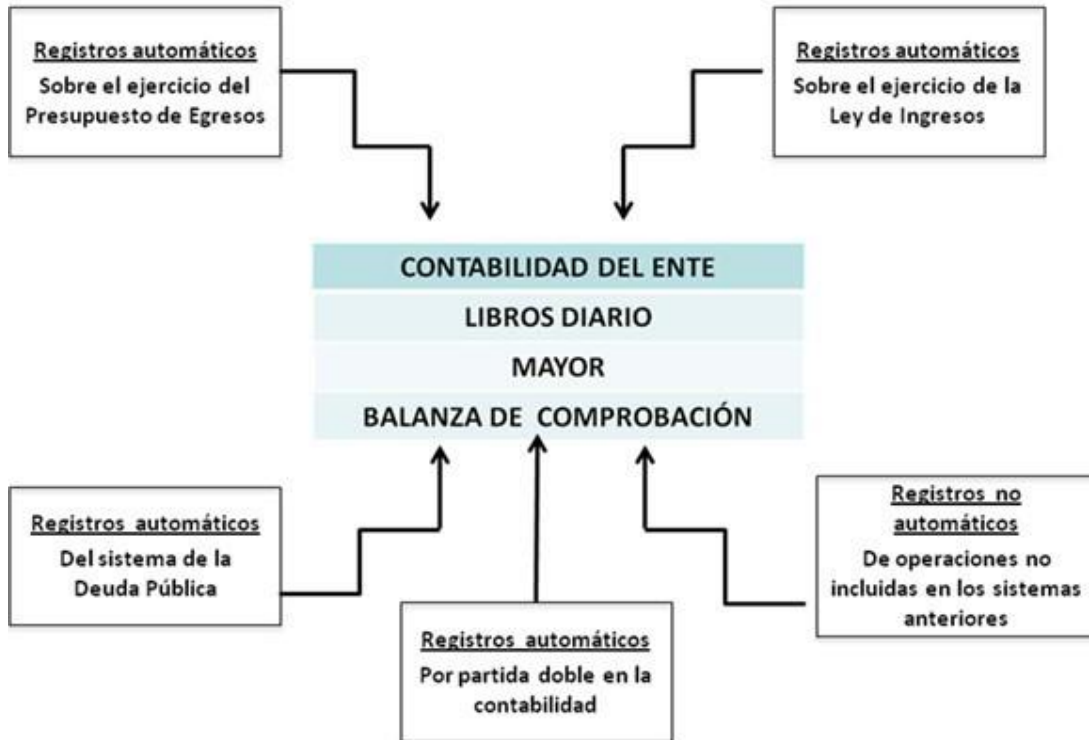 Registros automáticos
Sobre el ejercicio del
Presupuesto de Egresos
Registros automáticos
Sobre el ejercicio de la
Ley de Ingresos
CONTABILIDAD DEL ENTE
LIBROS DIARIO
MAYOR
BALANZA DE COMPROBACIÓN
Registros automáticos
Del sistema de la
Deuda Pública
Registros automáticos
Por partida doble en la
contabilidad
Registros no
automáticos
De operaciones no
incluidas en los sistemas
anteriores